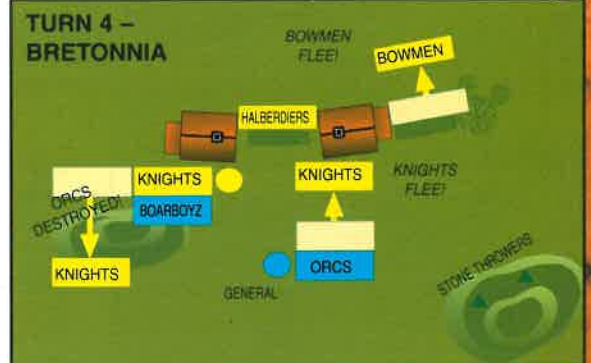 TURN 4 –
BRETONNIA
BOWMEN
FLEE!
BOWMEN
HALBERDIERS
KNIGHTS
KNIGHTS
KNIGHTS
FLEE!
ORCS
DESTROYED!
BOARBOYZ
KNIGHTS
ORCS
GENERAL
STONE THROWERS